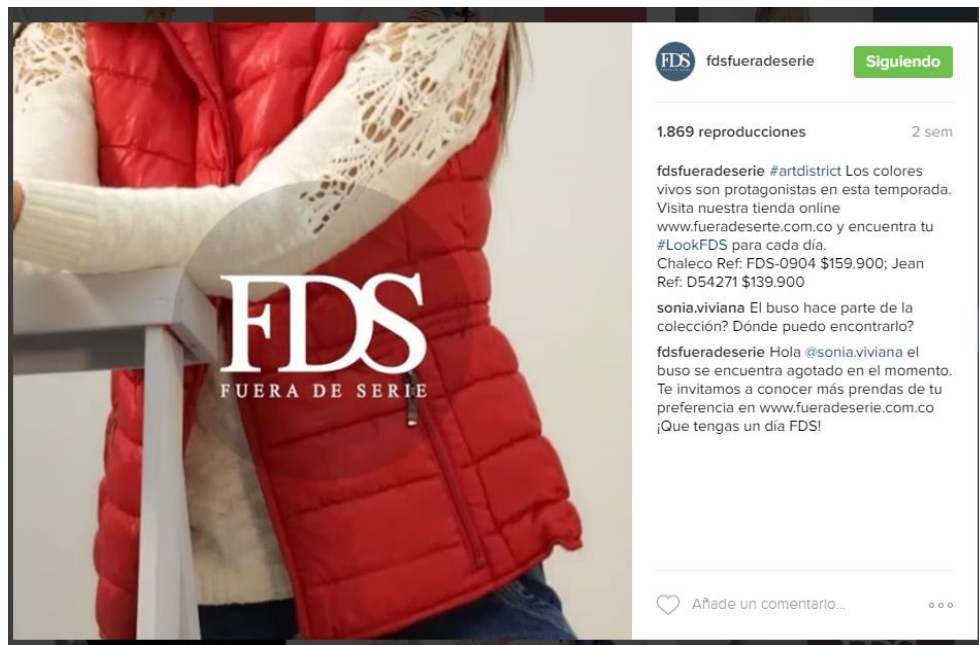 FDS
FUERA DE SERIE
FDS
fdsfueradeserie
Siguiendo
1.869 reproducciones
2 sem
fdsfueradeserie #artdistrict Los colores
vivos son protagonistas en esta temporada.
Visita nuestra tienda online
www.fueradeserte.com.co y encuentra tu
#LookFDS para cada día.
Chaleco Ref: FDS-0904 $159.900; Jean
Ref: D54271 $139.900
sonia.viviana El buso hace parte de la
colección? Dónde puedo encontrarlo?
fdsfueradeserie Hola @sonia.viviana el
buso se encuentra agotado en el momento.
Te invitamos a conocer más prendas de tu
preferencia en www.fueradeserie.com.co
¡Que tengas un día FDS!
Añade un comentario...